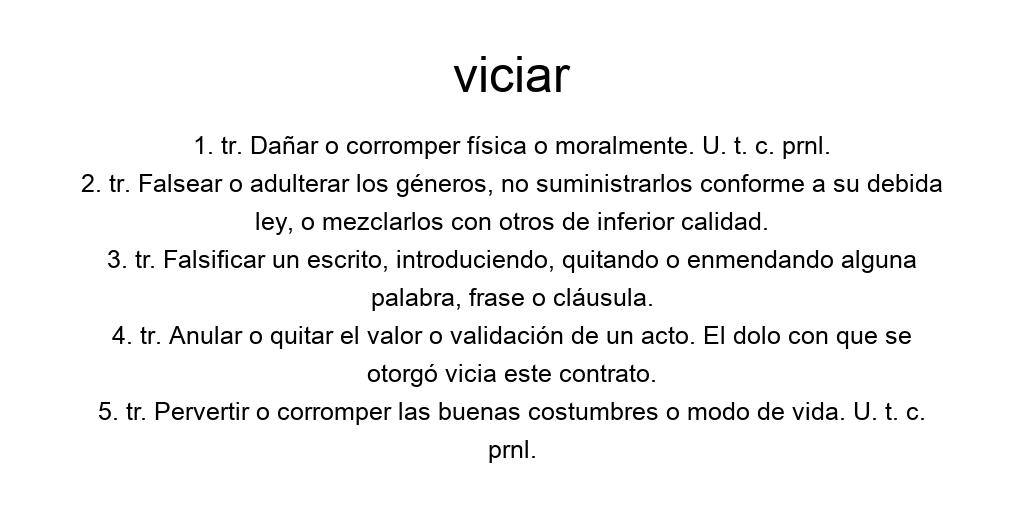 viciar
1. tr. Dañar o corromper física o moralmente. U. t. c. prnl.
2. tr. Falsear o adulterar los géneros, no suministrarlos conforme a su debida
ley, o mezclarlos con otros de inferior calidad.
3. tr. Falsificar un escrito, introduciendo, quitando o enmendando alguna
palabra, frase o cláusula.
4. tr. Anular o quitar el valor o validación de un acto. El dolo con que se
otorgó vicia este contrato.
5. tr. Pervertir o corromper las buenas costumbres o modo de vida. U. t. c.
prnl.